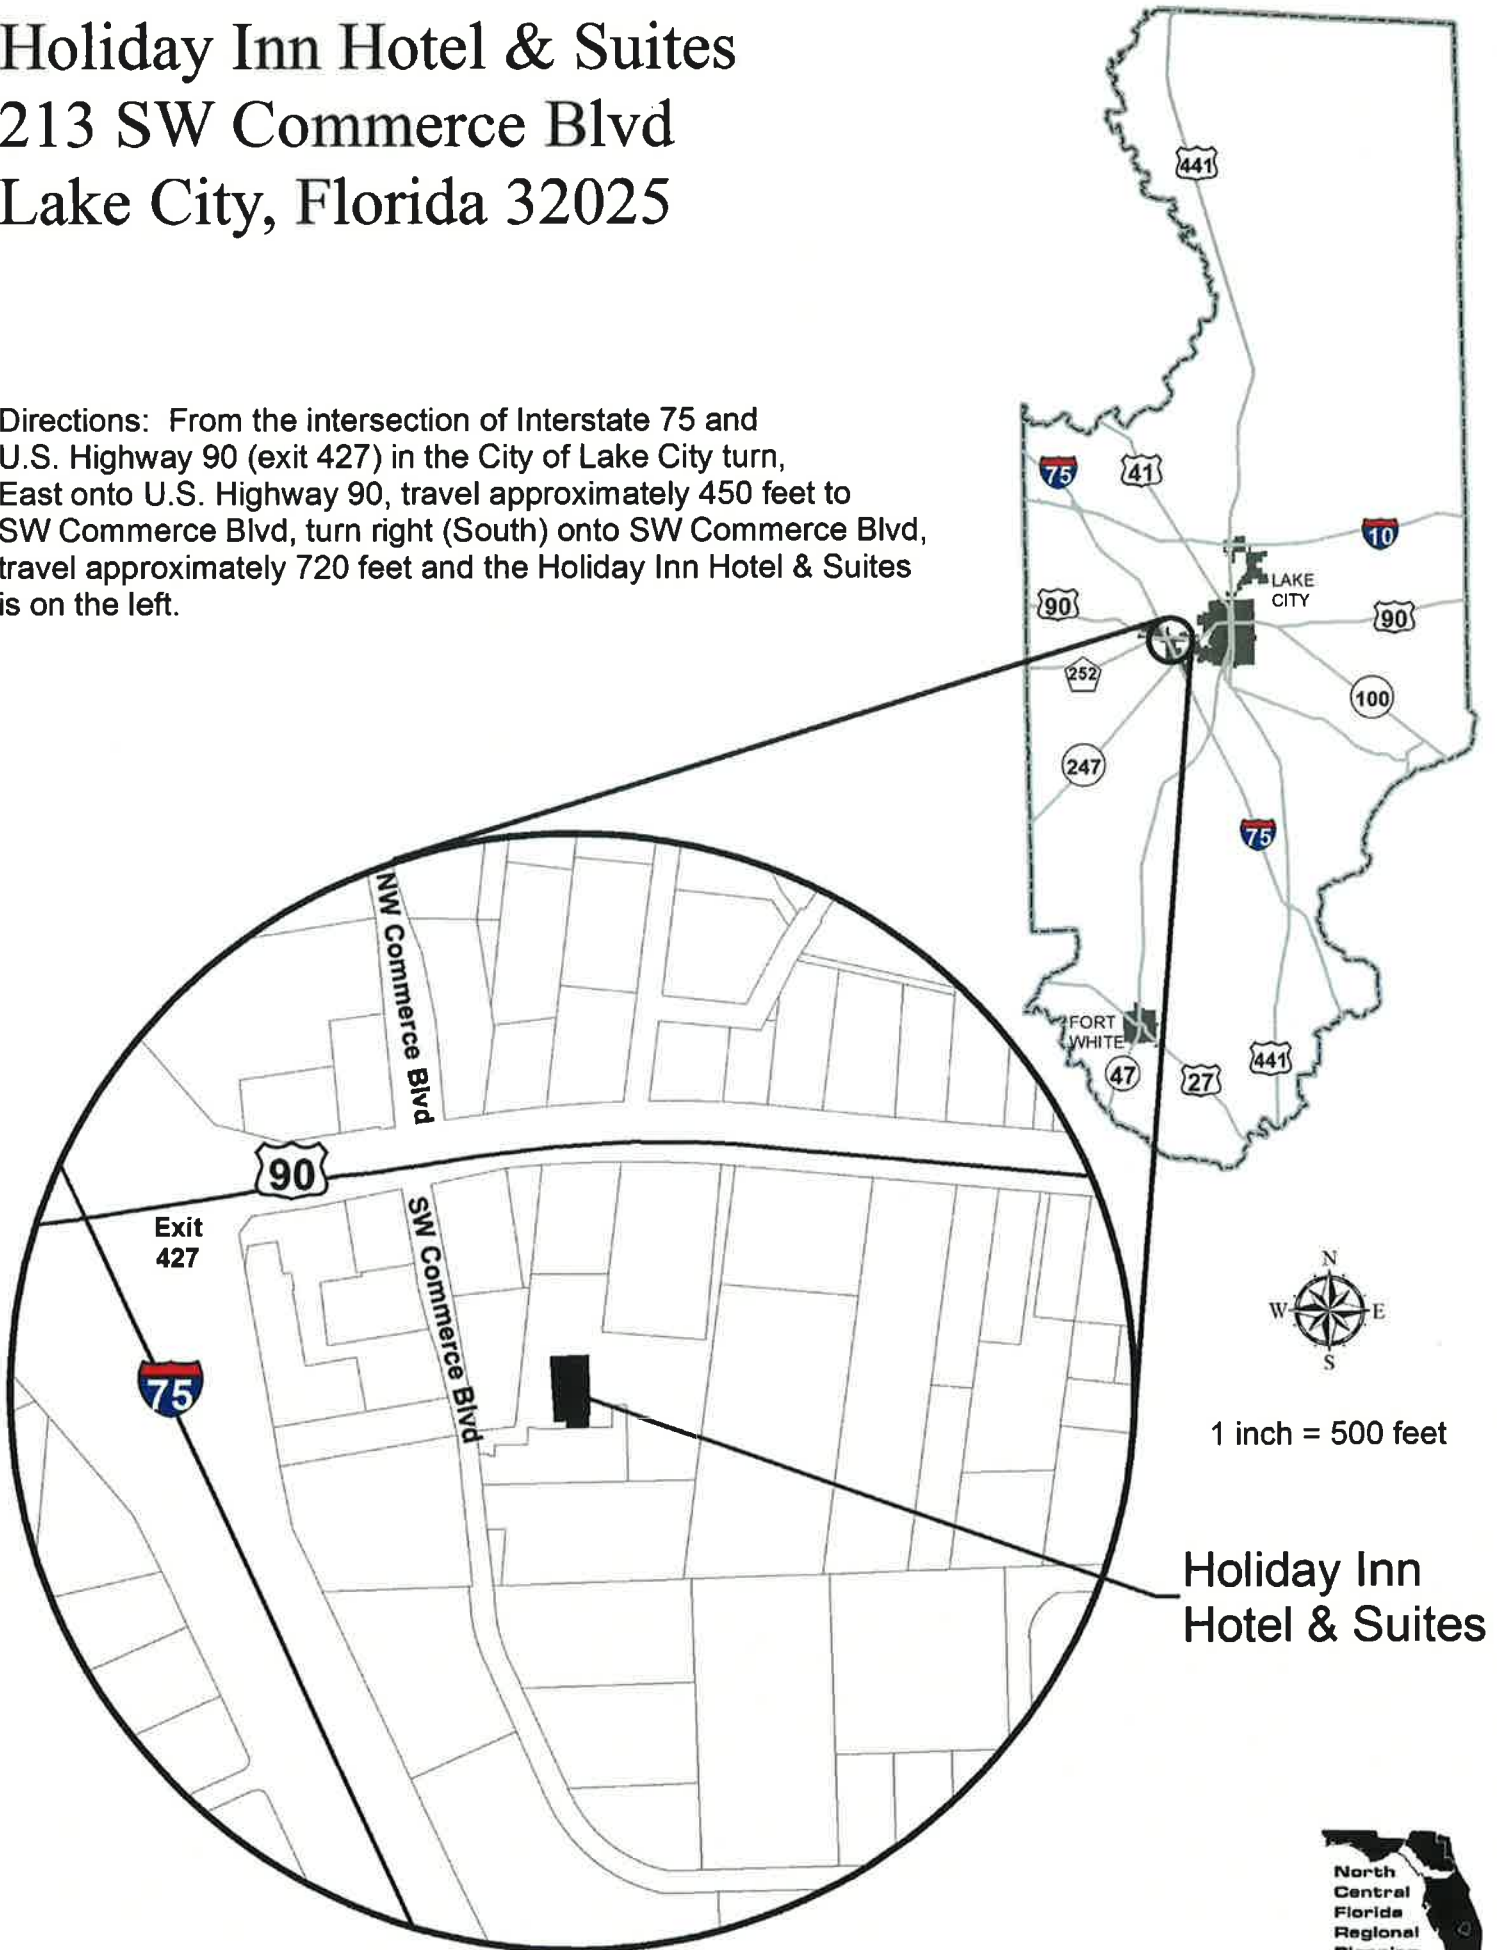 Holiday Inn Hotel & Suites
213 SW Commerce Blvd
Lake City, Florida 32025
Directions: From the intersection of Interstate 75 and
U.S. Highway 90 (exit 427) in the City of Lake City turn,
East onto U.S. Highway 90, travel approximately 450 feet to
SW Commerce Blvd, turn right (South) onto SW Commerce Blvd,
travel approximately 720 feet and the Holiday Inn Hotel & Suites
is on the left.
441
75
41
10
LAKE
CITY
90
90
252
100
247
75
FORT
WHITE
47
27
441
NW Commerce Blvd
90
Exit
427
SW Commerce Blvd
75
N
W
E
S
1 inch = 500 feet
Holiday Inn
Hotel & Suites
North
Central
Florida
Regional